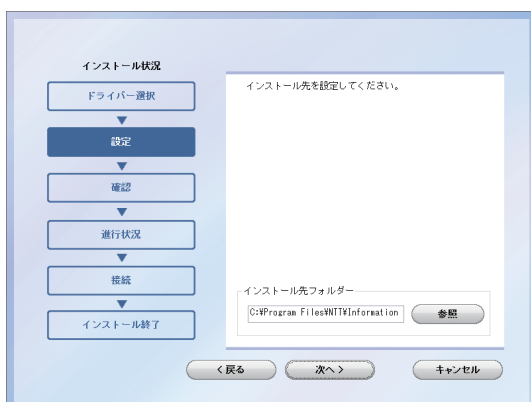 インストール状況
ドライバー選択
設定
確認
進行状況
接続
インストール終了
インストール先を設定してください。
インストール先フォルダー
C:¥Program Files¥NTT¥Information
参照
< 戻る
次へ >
キャンセル